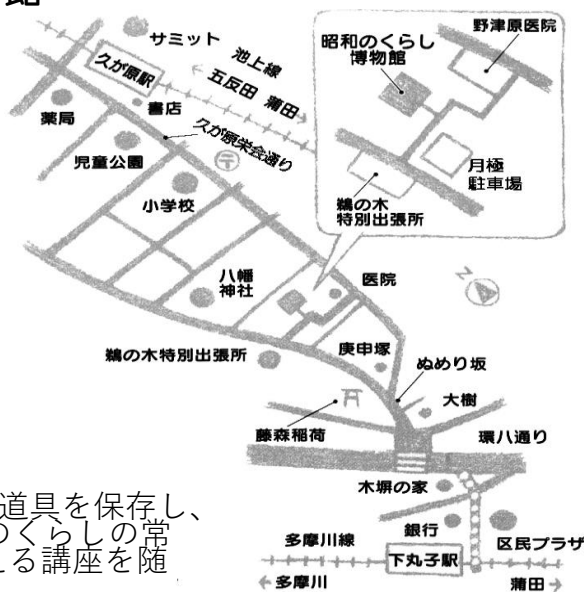 館
サミット
池上線
久が原駅
←五反田 蒲田→
薬局
書店
久が原栄会通り
児童公園
〒
小学校
昭和のくらし
博物館
野津原医院
月極
駐車場
鵜の木
特別出張所
八幡
神社
医院
Z
鵜の木特別出張所
庚申塚
ぬめり坂
大樹
藤森稲荷
環八通り
木塀の家
銀行
区民プラザ
多摩川線
下丸子駅
←多摩川
蒲田→
道具を保存し、
のくらしの常
える講座を随